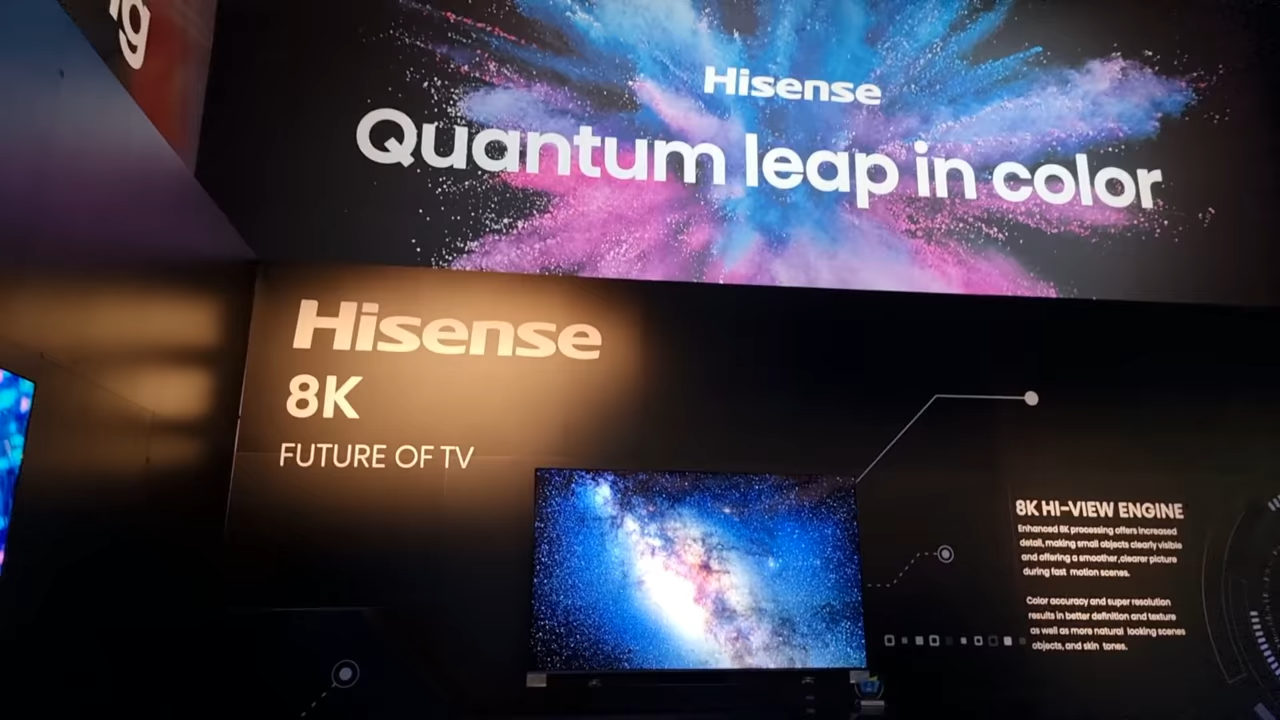 ng
Hisense
Quantum leap in color
Hisense
8K
FUTURE OF TV
8K HI-VIEW ENGINE
Enhanced 8K processing offers increased
detail, making small objects clearly visible
and offering a smoother,clearer picture
during fast motion scenes.
Color accuracy and super resolution
results in better definition and texture
as well as more natural looking scenes
objects, and skin tones.